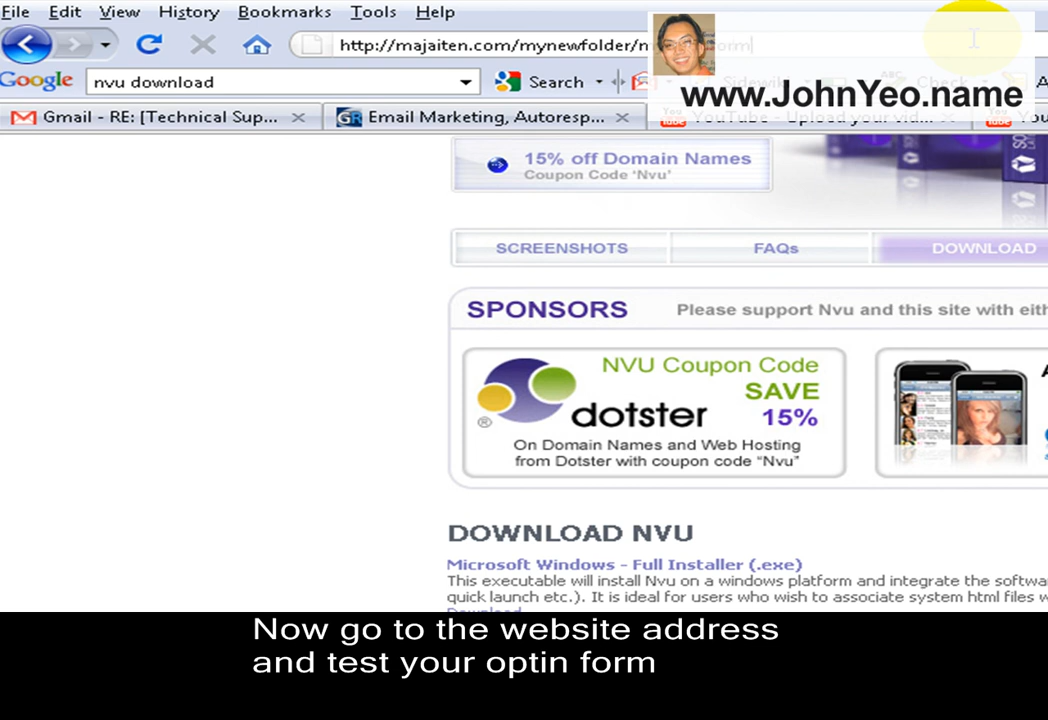 File Edit View History Bookmarks Tools Help
http://majaiten.com/mynewfolder/n form
www.JohnYeo.name
Google nvu download Search Sidewiki Check
Gmail - RE: [Technical Sup... Email Marketing, Autoresp... YouTube - Upload your vid...
15% off Domain Names
Coupon Code 'Nvu'
SCREENSHOTS FAQs DOWNLOAD
SPONSORS Please support Nvu and this site with
NVU Coupon Code
SAVE
15%
dotster
On Domain Names and Web Hosting
from Dotster with coupon code "Nvu"
DOWNLOAD NVU
Microsoft Windows - Full Installer (.exe)
This executable will install Nvu on a windows platform and integrate the
quick launch etc.). It is ideal for users who wish to associate system html files
Download
Now go to the website address
and test your optin form